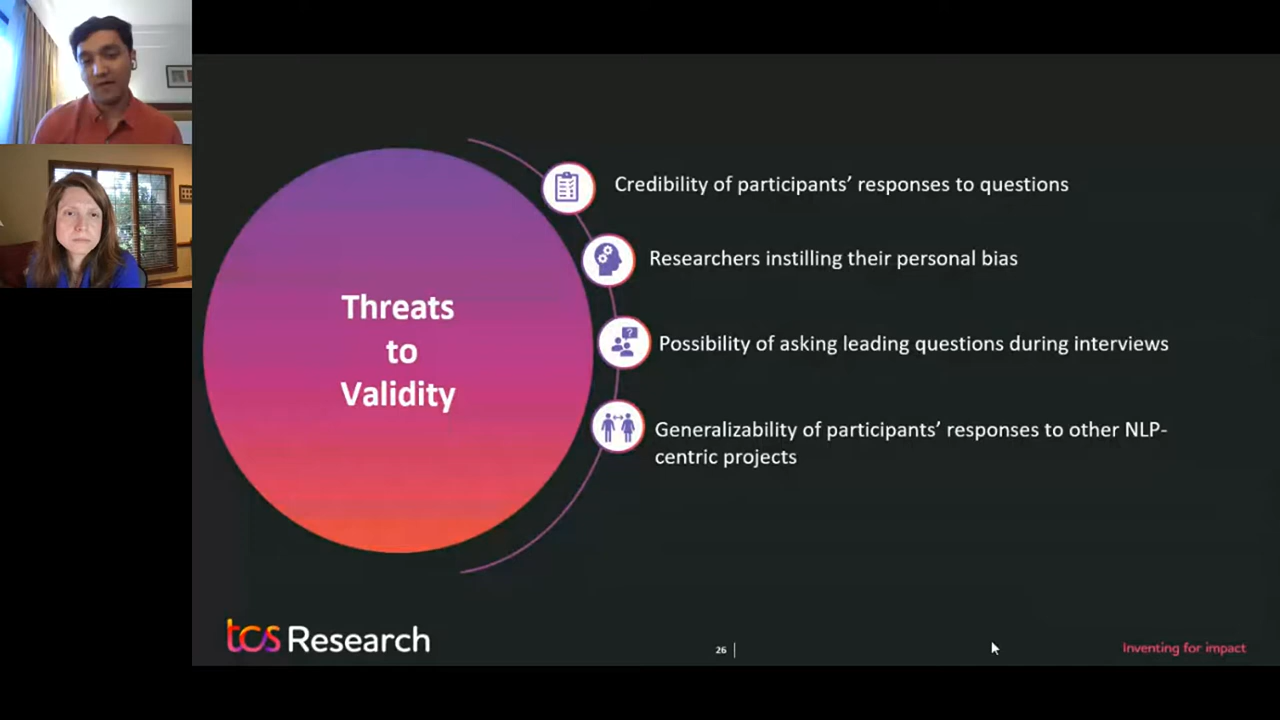 Credibility of participants’ responses to questions
Researchers instilling their personal bias
Threats
to
Validity
Possibility of asking leading questions during interviews
Generalizability of participants’ responses to other NLP-
centric projects
tcs Research
26
Inventing for impact